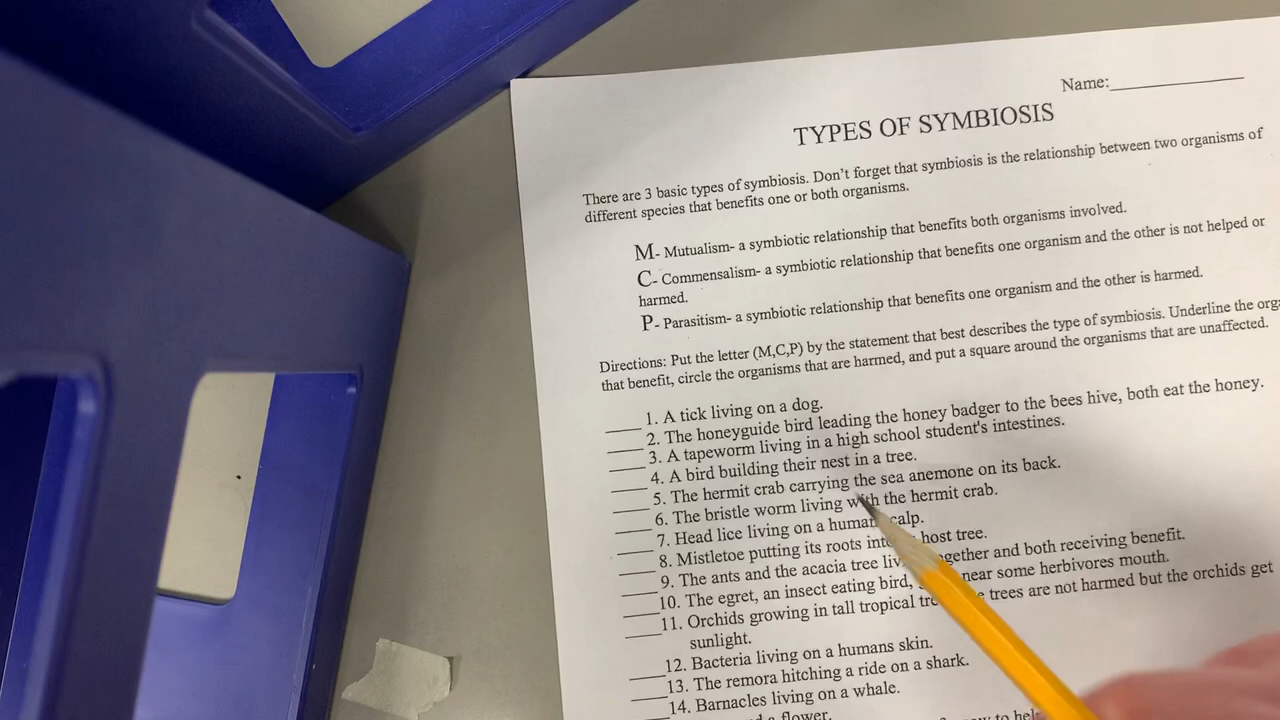 Name:
TYPES OF SYMBIOSIS
There are 3 basic types of symbiosis. Don't forget that symbiosis is the relationship between two organisms of
different species that benefits one or both organisms.
M- Mutualism- a symbiotic relationship that benefits both organisms involved.
C- Commensalism- a symbiotic relationship that benefits one organism and the other is not helped or
harmed.
P- Parasitism- a symbiotic relationship that benefits one organism and the other is harmed.
Directions: Put the letter (M,C,P) by the statement that best describes the type of symbiosis. Underline the
that benefit, circle the organisms that are harmed, and put a square around the organisms that are unaffected.
1. A tick living on a dog.
2. The honeyguide bird leading the honey badger to the bees hive, both eat the honey.
3. A tapeworm living in a high school student's intestines.
4. A bird building their nest in a tree.
5. The hermit crab carrying the sea anemone on its back.
6. The bristle worm living with the hermit crab.
7. Head lice living on a human scalp.
8. Mistletoe putting its roots into host tree.
9. The ants and the acacia tree together and both receiving benefit.
10. The egret, an insect eating bird, near some herbivores mouth.
11. Orchids growing in tall tropical trees are not harmed but the orchids get
sunlight.
12. Bacteria living on a humans skin.
13. The remora hitching a ride on a shark.
14. Barnacles living on a whale.
a flower. to